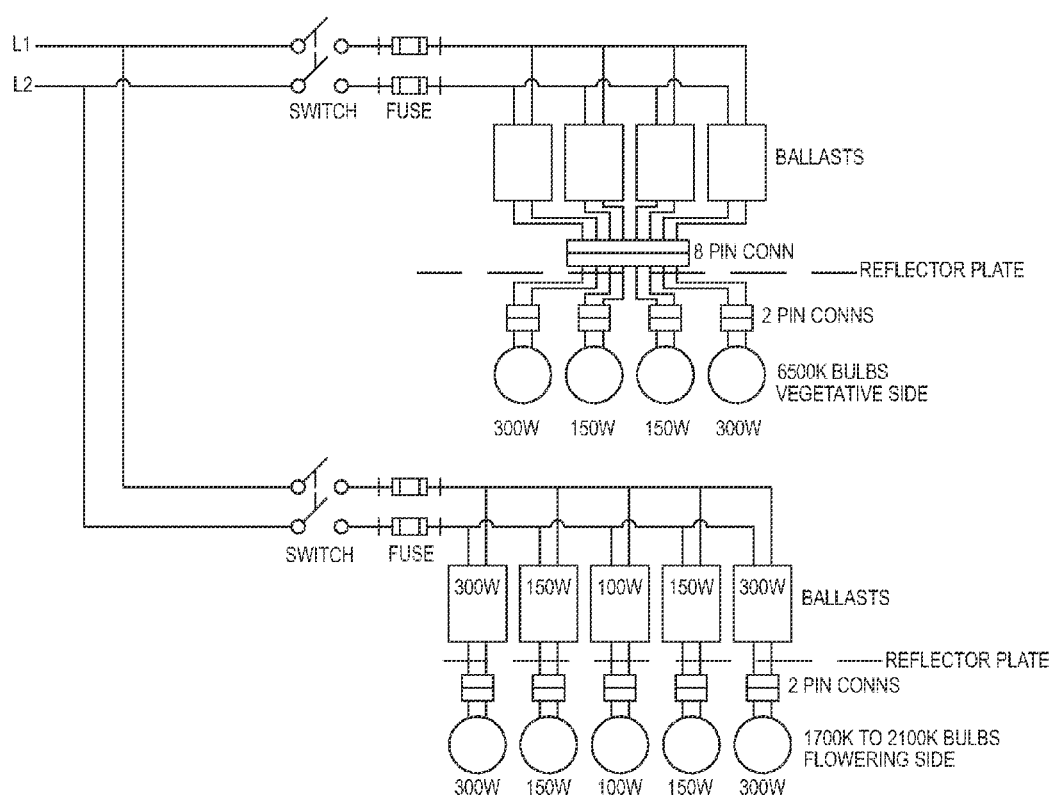 L1
L2
SWITCH
FUSE
BALLASTS
8 PIN CONN
REFLECTOR PLATE
2 PIN CONNS
6500K BULBS
VEGETATIVE SIDE
300W 150W 150W 300W
SWITCH
FUSE
300W 150W 100W 150W 300W
BALLASTS
REFLECTOR PLATE
2 PIN CONNS
1700K TO 2100K BULBS
FLOWERING SIDE
300W 150W 100W 150W 300W